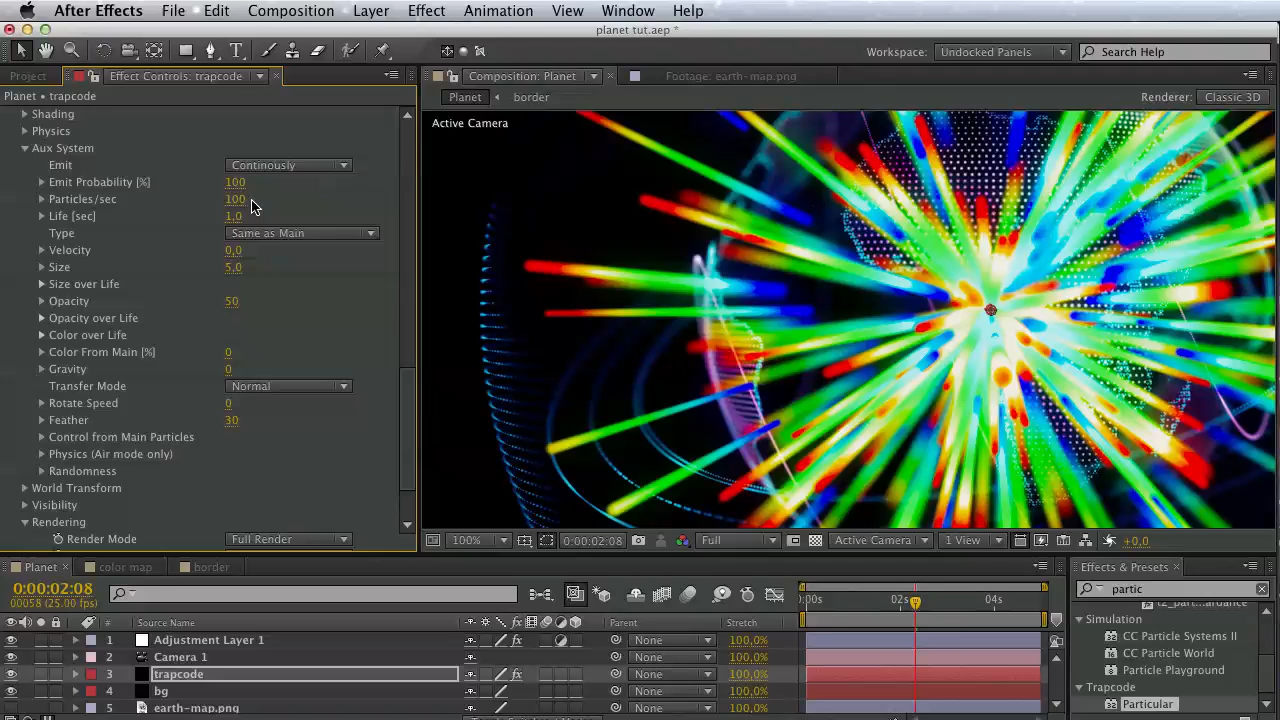 After Effects File Edit Composition Layer Effect Animation View Window Help
planet tut.aep *
Workspace: Undocked Panels Search Help
Project Effect Controls: trapcode Composition: Planet Footage: earth-map.png
Planet • trapcode
Planet border Renderer: Classic 3D
Active Camera
Shading
Physics
Aux System
Emit Continously
Emit Probability [%] 100
Particles/sec 100
Life [sec] 1,0
Type Same as Main
Velocity 0,0
Size 5,0
Size over Life
Opacity 50
Opacity over Life
Color over Life
Color From Main [%] 0
Gravity 0
Transfer Mode Normal
Rotate Speed 0
Feather 30
Control from Main Particles
Physics (Air mode only)
Randomness
World Transform
Visibility
Rendering
Render Mode Full Render
100% 0:00:02:08 Full Active Camera 1 View +0,0
Planet color map border Effects & Presets
0:00:02:08
00058 (25.00 fps)
partic
:00s 02s 04s
# Source Name Parent Stretch
1 Adjustment Layer 1 fx None 100,0%
2 Camera 1 None 100,0%
3 trapcode fx None 100,0%
4 bg None 100,0%
5 earth-map.png None 100,0%
Simulation
CC Particle Systems II
CC Particle World
Particle Playground
Trapcode
Particular